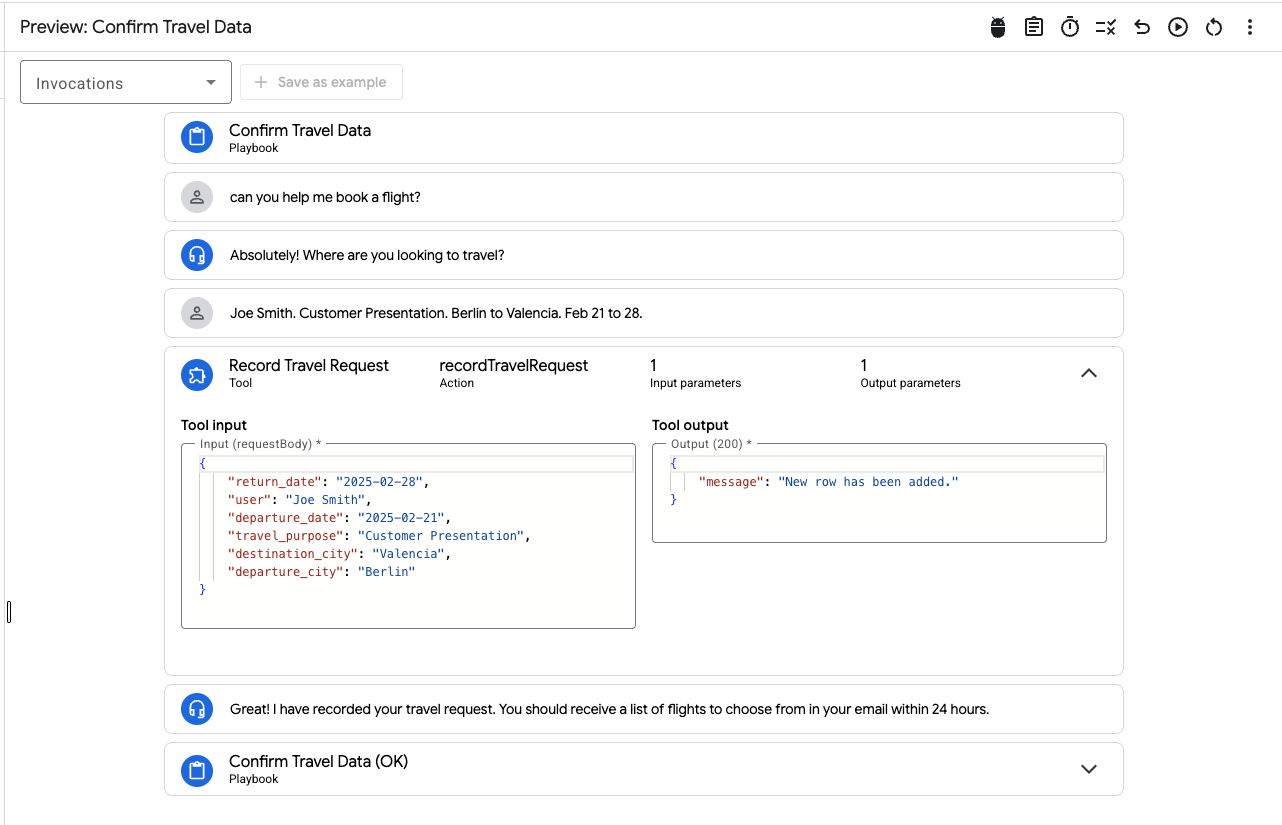 Preview: Confirm Travel Data
Invocations
Save as example
Confirm Travel Data
Playbook
can you help me book a flight?
Absolutely! Where are you looking to travel?
Joe Smith. Customer Presentation. Berlin to Valencia. Feb 21 to 28.
Record Travel Request recordTravelRequest 1 1
Tool Action Input parameters Output parameters
Tool input
Input (requestBody) *
{
"return_date": "2025-02-28",
"user": "Joe Smith",
"departure_date": "2025-02-21",
"travel_purpose": "Customer Presentation",
"destination_city": "Valencia",
"departure_city": "Berlin"
}
Tool output
Output (200) *
{
"message": "New row has been added."
}
Great! I have recorded your travel request. You should receive a list of flights to choose from in your email within 24 hours.
Confirm Travel Data (OK)
Playbook